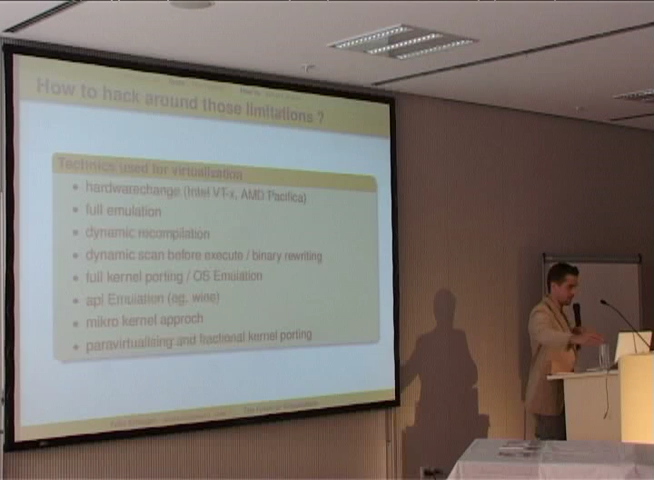 How to hack around those limitations ?
Technics used for virtualisation
hardwarechange (Intel VT-x, AMD Pacifica)
full emulation
dynamic recompilation
dynamic scan before execute / binary rewriting
full kernel porting / OS Emulation
api Emulation (eg. wine)
mikro kernel approch
paravirtualising and fractional kernel porting